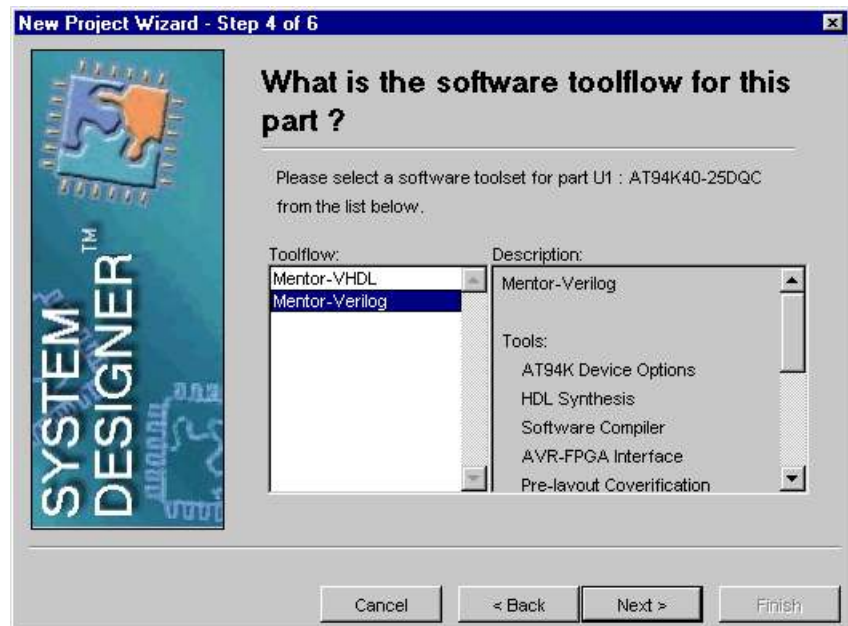 New Project Wizard - Step 4 of 6
SYSTEM
DESIGNER™
What is the software toolflow for this
part ?
Please select a software toolset for part U1 : AT94K40-25DQC
from the list below.
Toolflow:
Mentor-VHDL
Mentor-Verilog
Description:
Mentor-Verilog
Tools:
AT94K Device Options
HDL Synthesis
Software Compiler
AVR-FPGA Interface
Pre-layout Coverification
Cancel
< Back
Next >
Finish